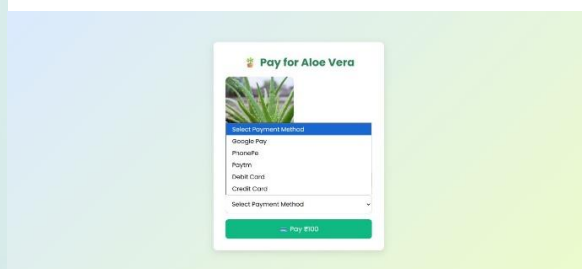 Pay for Aloe Vera
Select Payment Method
Google Pay
PhonePe
Paytm
Debit Card
Credit Card
Select Payment Method
Pay ₹100